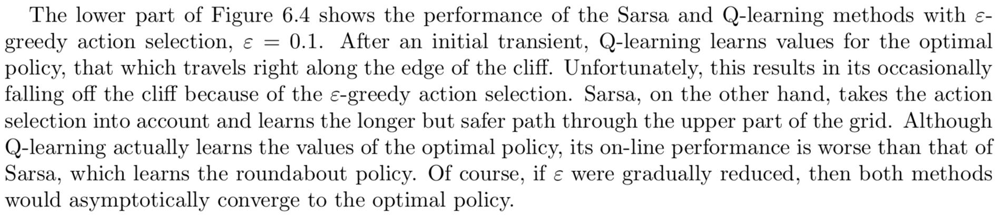 The lower part of Figure 6.4 shows the performance of the Sarsa and Q-learning methods with ε-
greedy action selection, ε = 0.1. After an initial transient, Q-learning learns values for the optimal
policy, that which travels right along the edge of the cliff. Unfortunately, this results in its occasionally
falling off the cliff because of the ε-greedy action selection. Sarsa, on the other hand, takes the action
selection into account and learns the longer but safer path through the upper part of the grid. Although
Q-learning actually learns the values of the optimal policy, its on-line performance is worse than that of
Sarsa, which learns the roundabout policy. Of course, if ε were gradually reduced, then both methods
would asymptotically converge to the optimal policy.